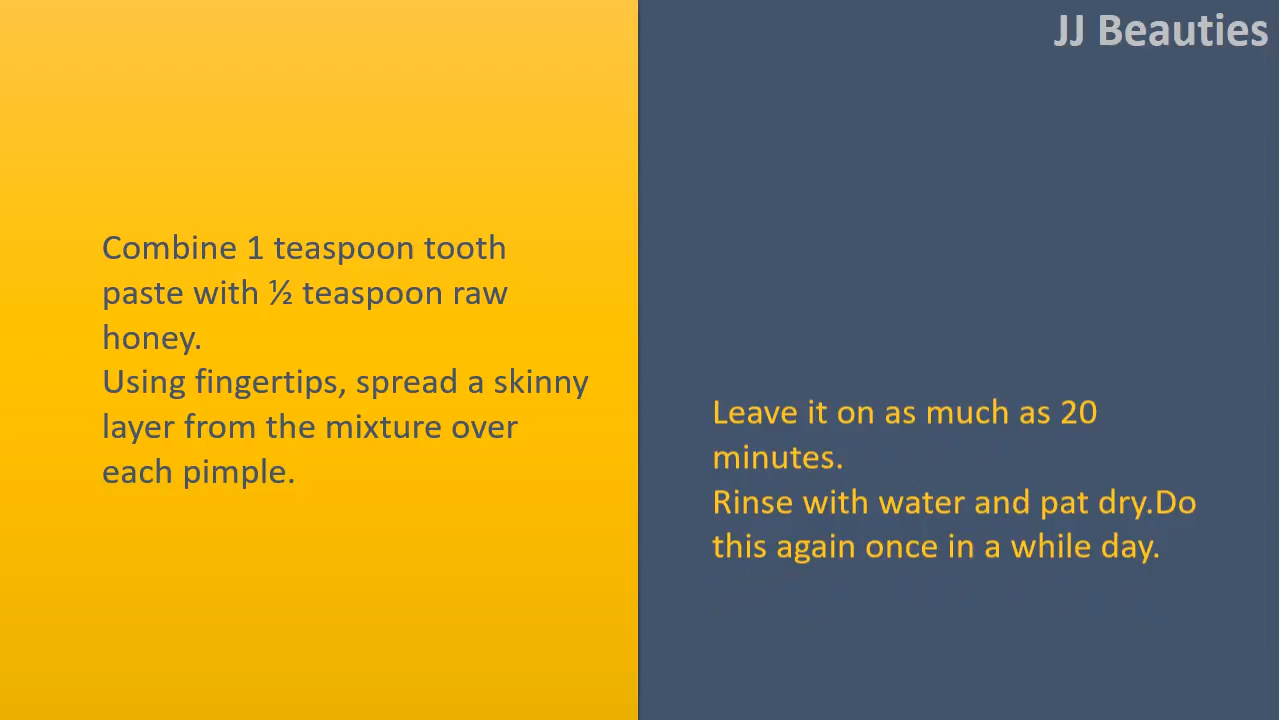 JJ Beauties
Combine 1 teaspoon tooth
paste with ½ teaspoon raw
honey.
Using fingertips, spread a skinny
layer from the mixture over
each pimple.
Leave it on as much as 20
minutes.
Rinse with water and pat dry.Do
this again once in a while day.